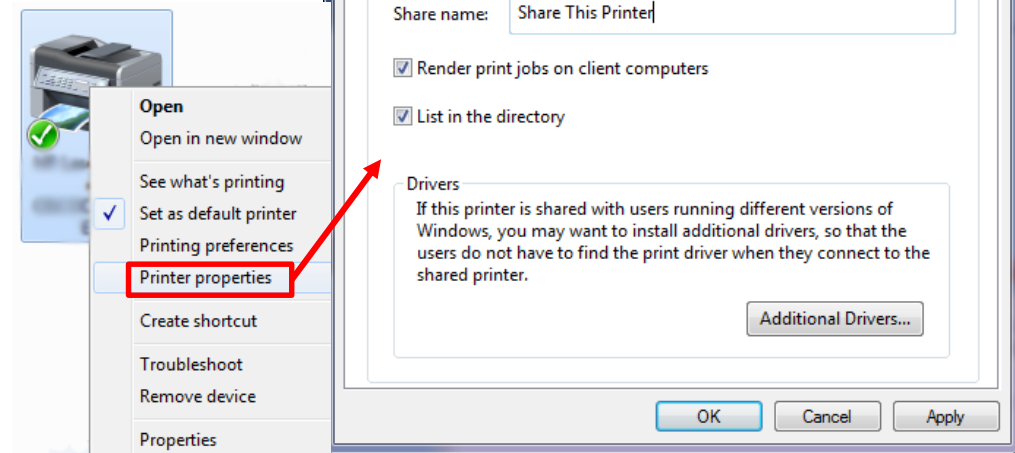 Open
Open in new window
See what's printing
Set as default printer
Printing preferences
Printer properties
Create shortcut
Troubleshoot
Remove device
Properties
Share name: Share This Printer
Render print jobs on client computers
List in the directory
Drivers
If this printer is shared with users running different versions of
Windows, you may want to install additional drivers, so that the
users do not have to find the print driver when they connect to the
shared printer.
Additional Drivers...
OK Cancel Apply